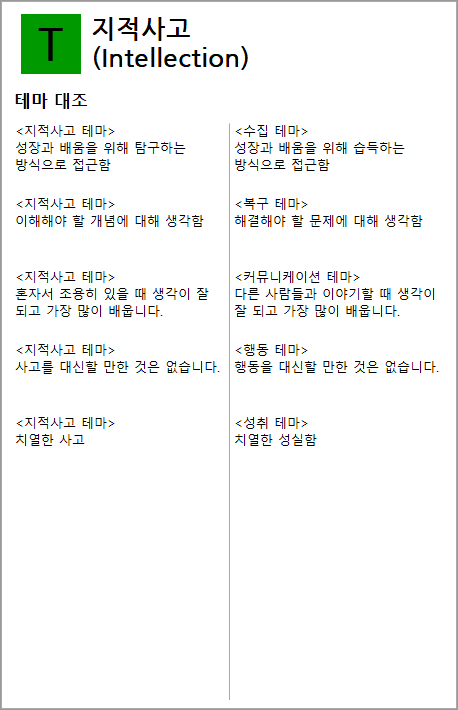 T
지적사고
(Intellection)
테마 대조
<지적사고 테마>
성장과 배움을 위해 탐구하는
방식으로 접근함
<수집 테마>
성장과 배움을 위해 습득하는
방식으로 접근함
<지적사고 테마>
이해해야 할 개념에 대해 생각함
<복구 테마>
해결해야 할 문제에 대해 생각함
<지적사고 테마>
혼자서 조용히 있을 때 생각이 잘
되고 가장 많이 배웁니다.
<커뮤니케이션 테마>
다른 사람들과 이야기할 때 생각이
잘 되고 가장 많이 배웁니다.
<지적사고 테마>
사고를 대신할 만한 것은 없습니다.
<행동 테마>
행동을 대신할 만한 것은 없습니다.
<지적사고 테마>
치열한 사고
<성취 테마>
치열한 성실함